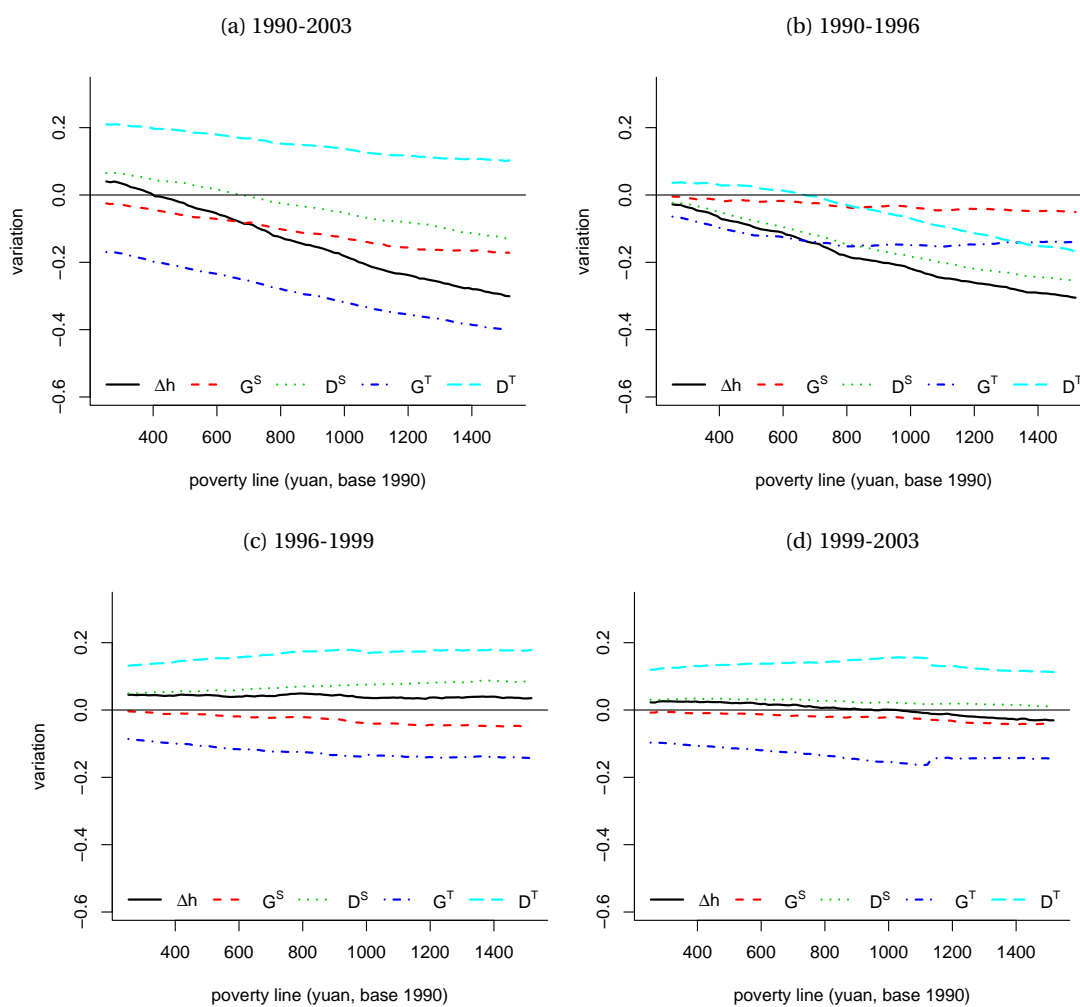 (a) 1990-2003
variation
0.2
0.0
−0.2
−0.4
−0.6
Δh G^S D^S G^T D^T
400 600 800 1000 1200 1400
poverty line (yuan, base 1990)
(b) 1990-1996
0.2
0.0
−0.2
−0.4
−0.6
Δh G^S D^S G^T D^T
400 600 800 1000 1200 1400
poverty line (yuan, base 1990)
(c) 1996-1999
variation
0.2
0.0
−0.2
−0.4
−0.6
Δh G^S D^S G^T D^T
400 600 800 1000 1200 1400
poverty line (yuan, base 1990)
(d) 1999-2003
0.2
0.0
−0.2
−0.4
−0.6
Δh G^S D^S G^T D^T
400 600 800 1000 1200 1400
poverty line (yuan, base 1990)